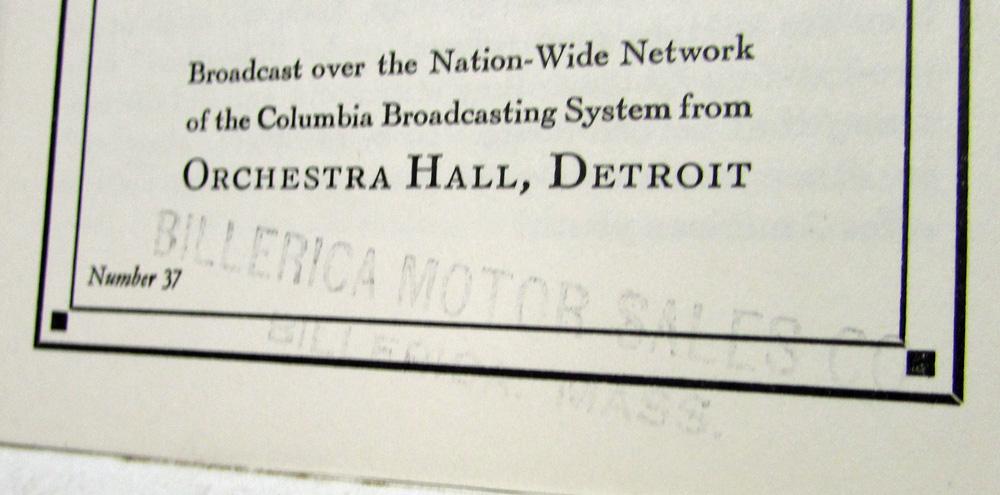 Broadcast over the Nation-Wide Network
of the Columbia Broadcasting System from
ORCHESTRA HALL, DETROIT
BILLERICA MOTOR SALES CO
Number 37
BILLERICA, MASS.